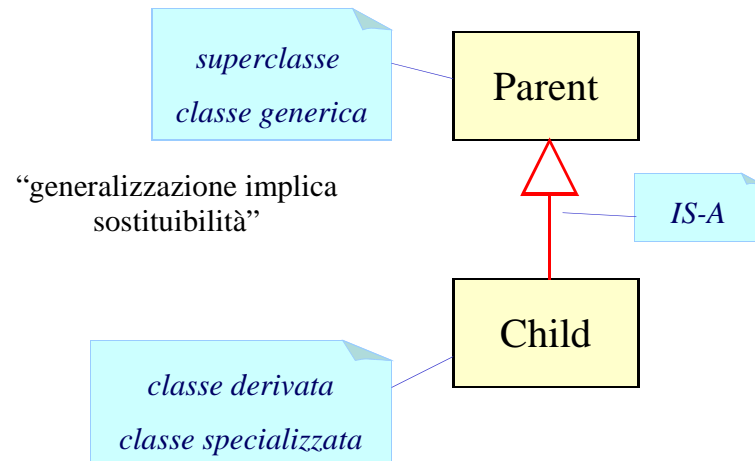 superclasse
classe generica
Parent
“generalizzazione implica
sostituibilità”
IS-A
Child
classe derivata
classe specializzata